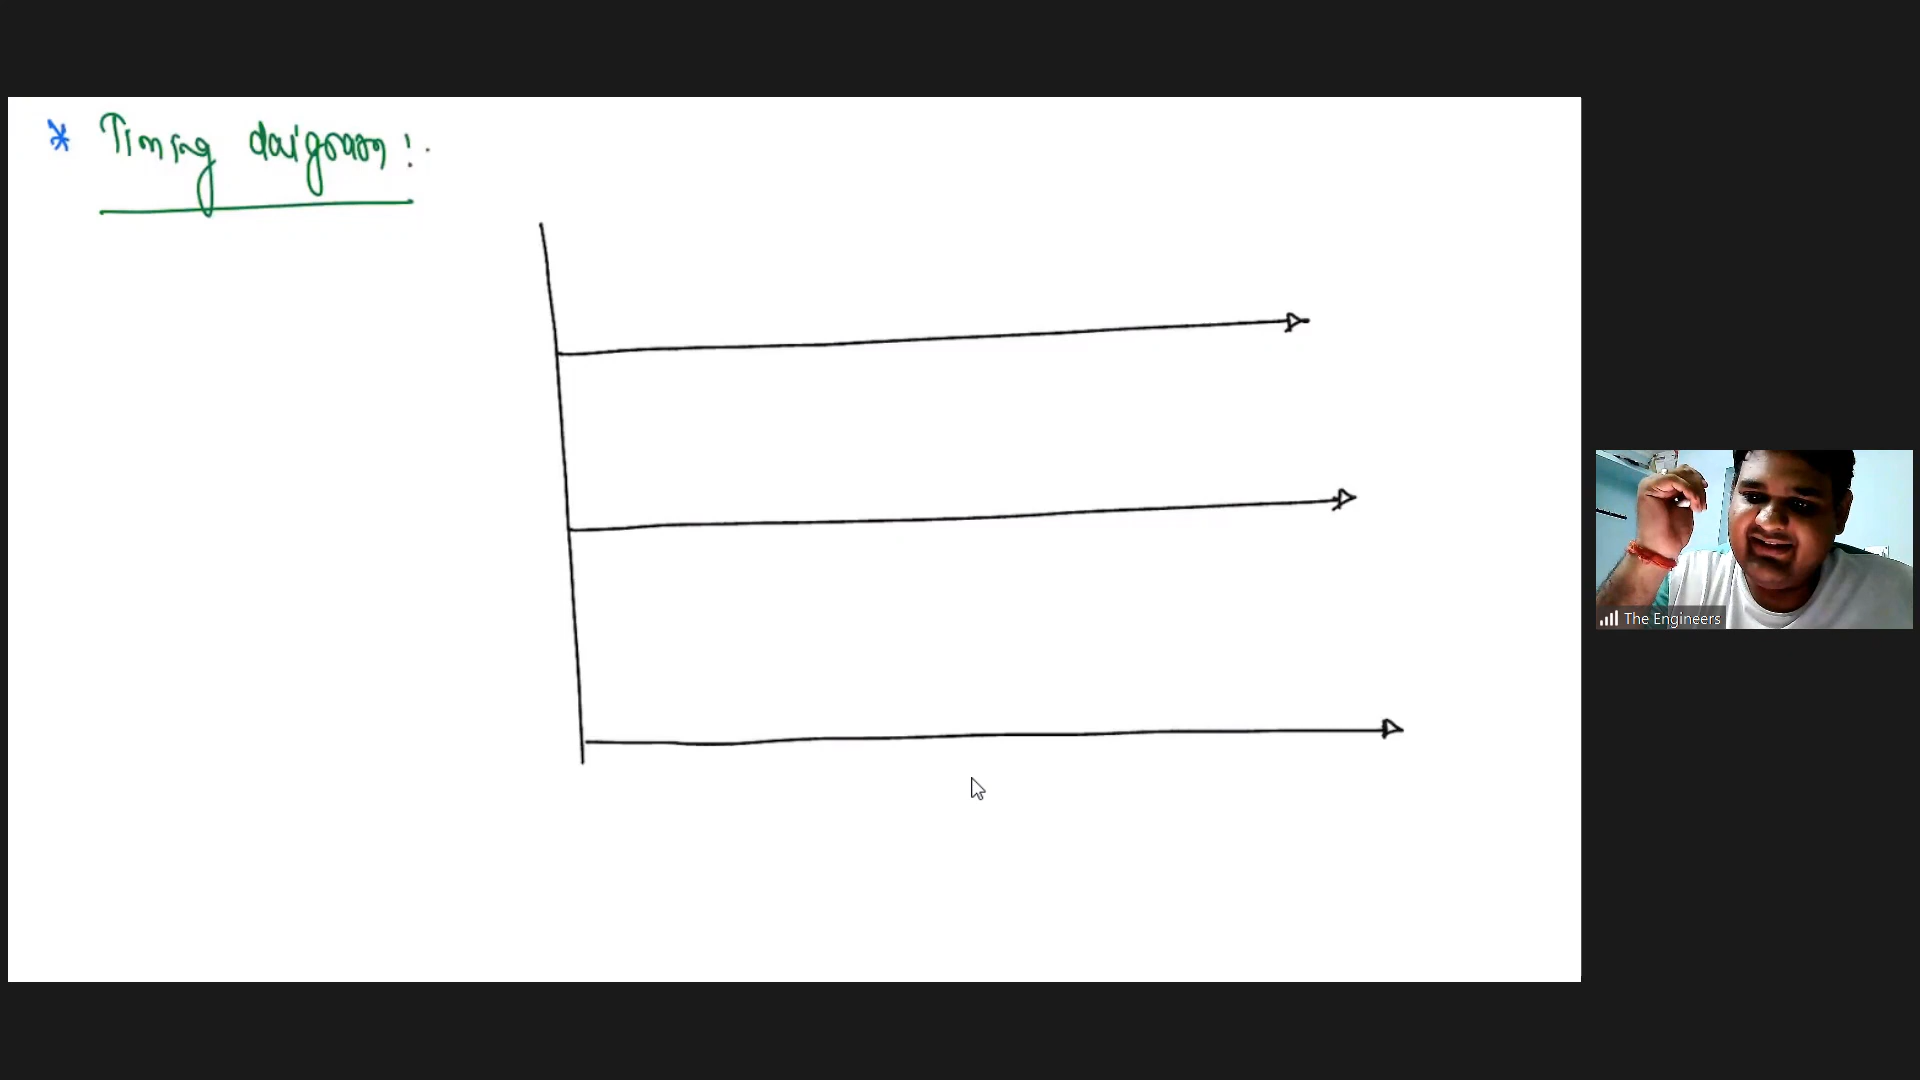 * Timing daigram :-
The Engineers